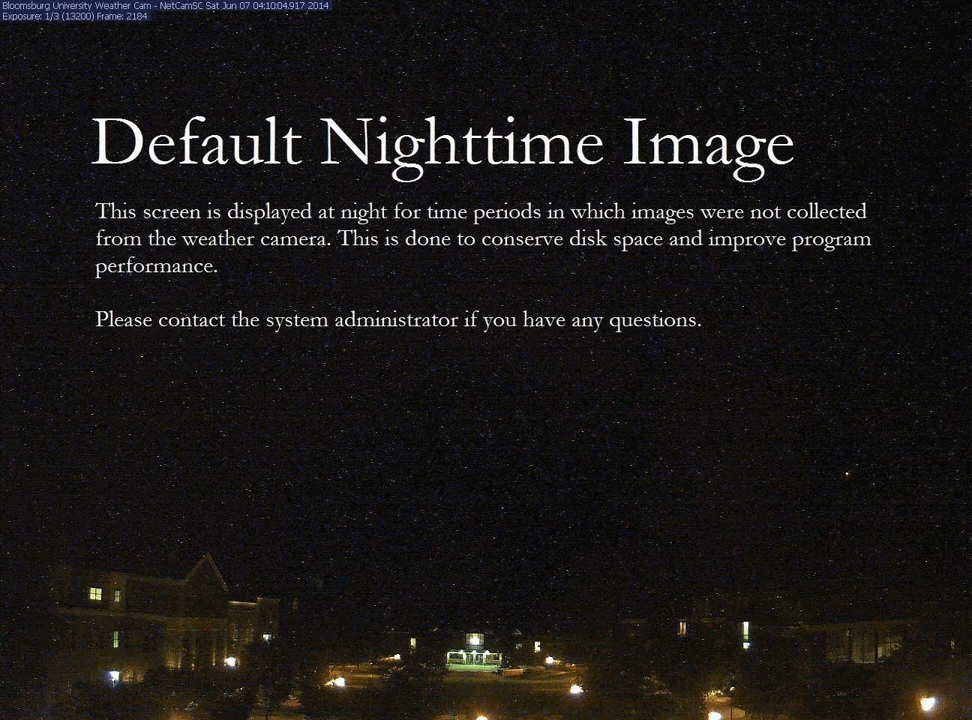 Bloomsburg University Weather Cam - NetCamSC Sat Jun 07 04:10:04.917 2014
Exposure: 1/3 (13200) Frame: 2184
Default Nighttime Image
This screen is displayed at night for time periods in which images were not collected
from the weather camera. This is done to conserve disk space and improve program
performance.
Please contact the system administrator if you have any questions.